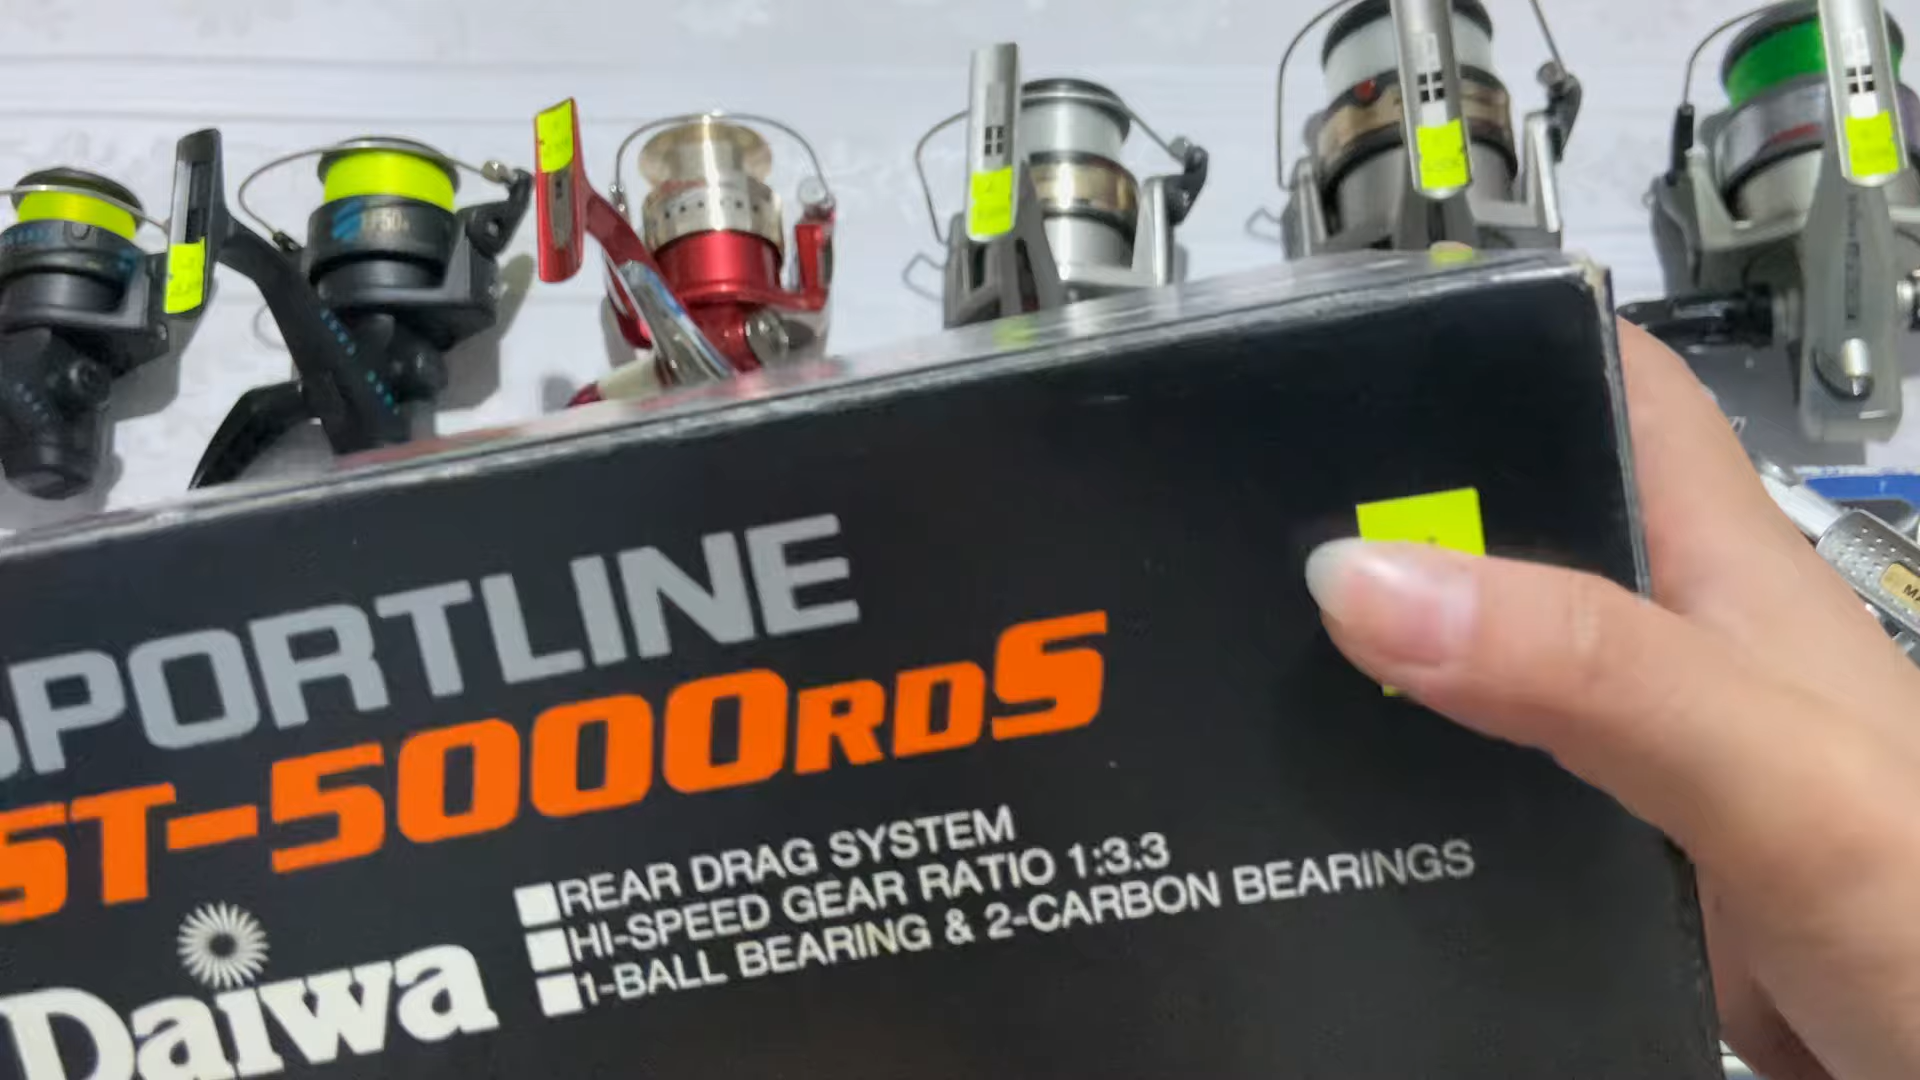 SPORTLINE
ST-5000RDS
Daiwa
REAR DRAG SYSTEM
HI-SPEED GEAR RATIO 1:3.3
1-BALL BEARING & 2-CARBON BEARINGS